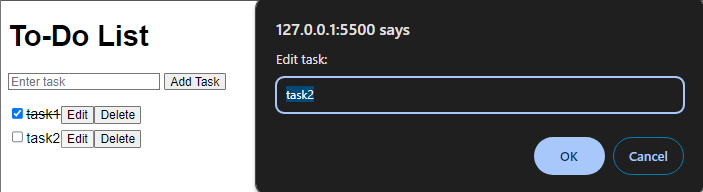 To-Do List
Enter task Add Task
task1 Edit Delete
task2 Edit Delete
127.0.0.1:5500 says
Edit task:
task2
OK Cancel